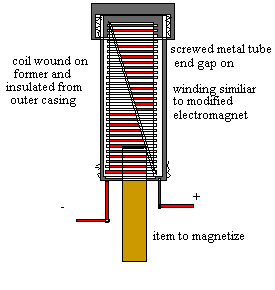 coil wound on
former and
insulated from
outer casing
screwed metal tube
end gap on
winding similiar
to modified
electromagnet
-
+
item to magnetize